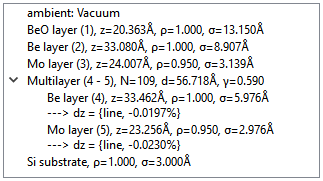 ambient: Vacuum
BeO layer (1), z=20.363Å, ρ=1.000, σ=13.150Å
Be layer (2), z=33.080Å, ρ=1.000, σ=8.907Å
Mo layer (3), z=24.007Å, ρ=0.950, σ=3.139Å
Multilayer (4 - 5), N=109, d=56.718Å, γ=0.590
Be layer (4), z=33.462Å, ρ=1.000, σ=5.976Å
---> dz = {line, -0.0197%}
Mo layer (5), z=23.256Å, ρ=0.950, σ=2.976Å
---> dz = {line, -0.0230%}
Si substrate, ρ=1.000, σ=3.000Å